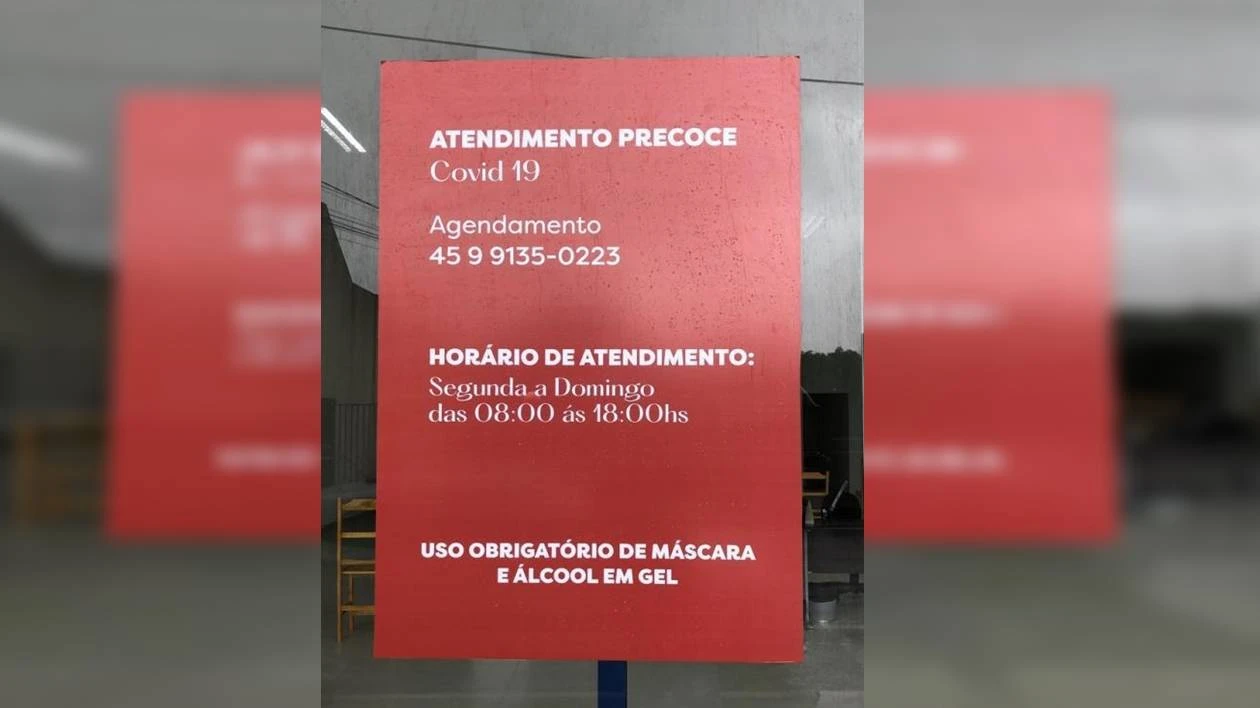 ATENDIMENTO PRECOCE
Covid 19
Agendamento
45 9 9135-0223
HORÁRIO DE ATENDIMENTO:
Segunda a Domingo
das 08:00 ás 18:00hs
USO OBRIGATÓRIO DE MÁSCARA
E ÁLCOOL EM GEL